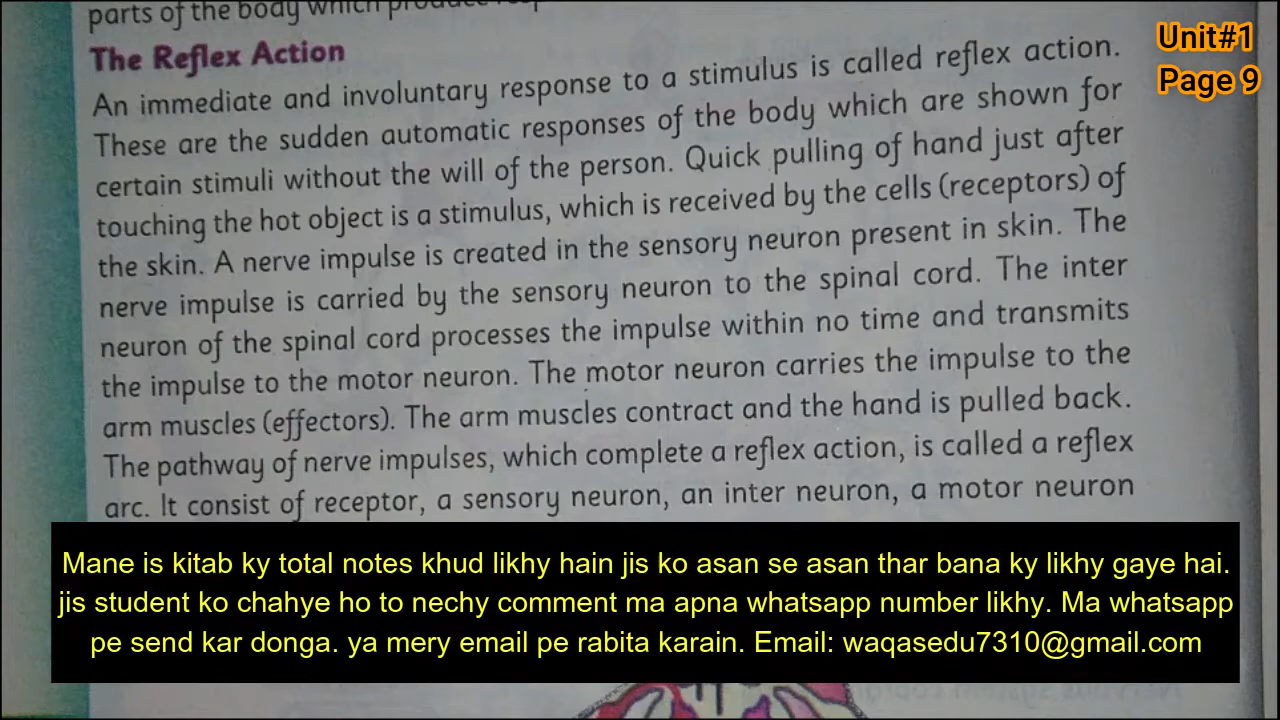 parts of the body which
The Reflex Action
Unit#1
Page 9
An immediate and involuntary response to a stimulus is called reflex action.
These are the sudden automatic responses of the body which are shown for
certain stimuli without the will of the person. Quick pulling of hand just after
touching the hot object is a stimulus, which is received by the cells (receptors) of
the skin. A nerve impulse is created in the sensory neuron present in skin. The
nerve impulse is carried by the sensory neuron to the spinal cord. The inter
neuron of the spinal cord processes the impulse within no time and transmits
the impulse to the motor neuron. The motor neuron carries the impulse to the
arm muscles (effectors). The arm muscles contract and the hand is pulled back.
The pathway of nerve impulses, which complete a reflex action, is called a reflex
arc. It consist of receptor, a sensory neuron, an inter neuron, a motor neuron
Mane is kitab ky total notes khud likhy hain jis ko asan se asan thar bana ky likhy gaye hai.
jis student ko chahye ho to nechy comment ma apna whatsapp number likhy. Ma whatsapp
pe send kar donga. ya mery email pe rabita karain. Email: waqasedu7310@gmail.com